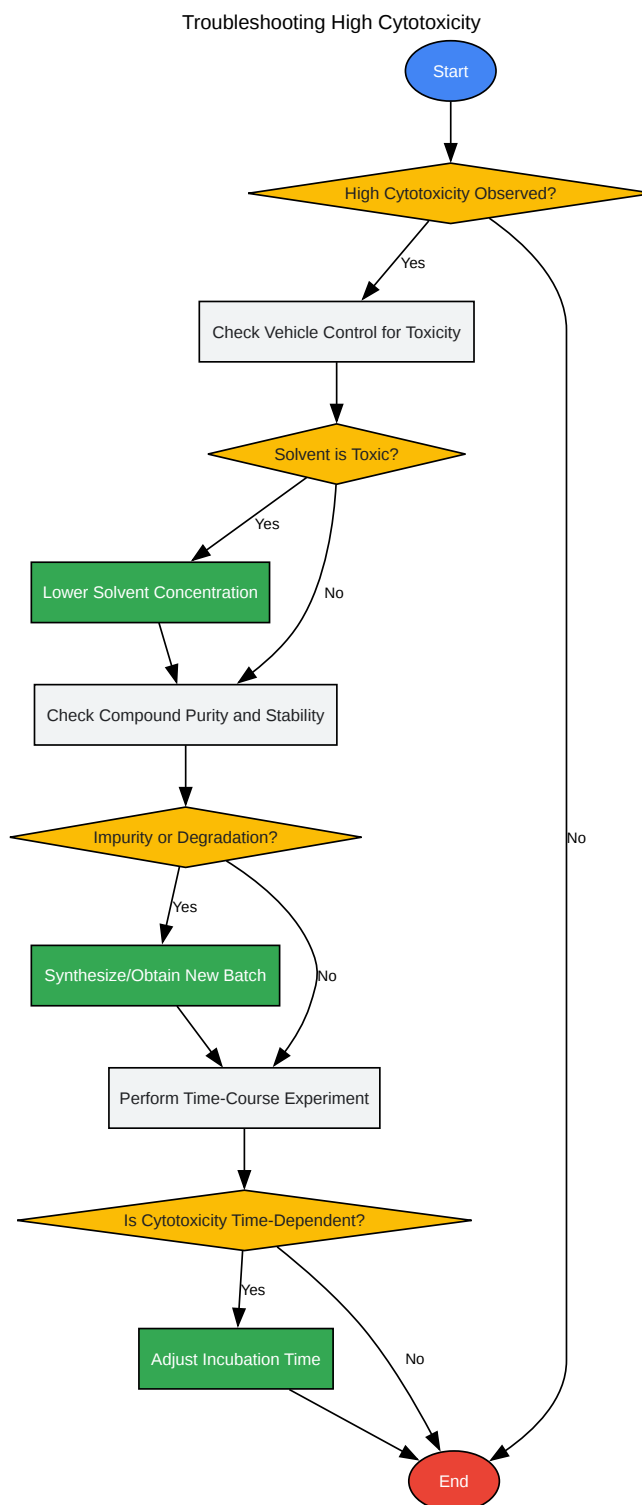 Troubleshooting High Cytotoxicity
Start
High Cytotoxicity Observed?
Yes
Check Vehicle Control for Toxicity
Solvent is Toxic?
Yes
Lower Solvent Concentration
No
Check Compound Purity and Stability
Impurity or Degradation?
No
Yes
Synthesize/Obtain New Batch
No
Perform Time-Course Experiment
Is Cytotoxicity Time-Dependent?
Yes
Adjust Incubation Time
No
End